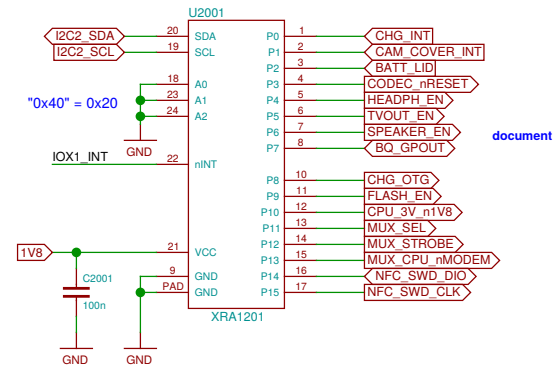 U2001
I2C2_SDA 20 SDA P0 1 CHG_INT
I2C2_SCL 19 SCL P1 2 CAM_COVER_INT
P2 3 BATT_LID
18 A0 P3 4 CODEC_nRESET
"0x40" = 0x20 23 A1 P4 5 HEADPH_EN
24 A2 P5 6 TVOUT_EN
P6 7 SPEAKER_EN document
GND P7 8 BQ_GPOUT
IOX1_INT 22 nINT
P8 10 CHG_OTG
P9 11 FLASH_EN
P10 12 CPU_3V_n1V8
P11 13 MUX_SEL
1V8 21 VCC P12 14 MUX_STROBE
P13 15 MUX_CPU_nMODEM
C2001 9 GND P14 16 NFC_SWD_DIO
100n PAD GND P15 17 NFC_SWD_CLK
XRA1201
GND GND